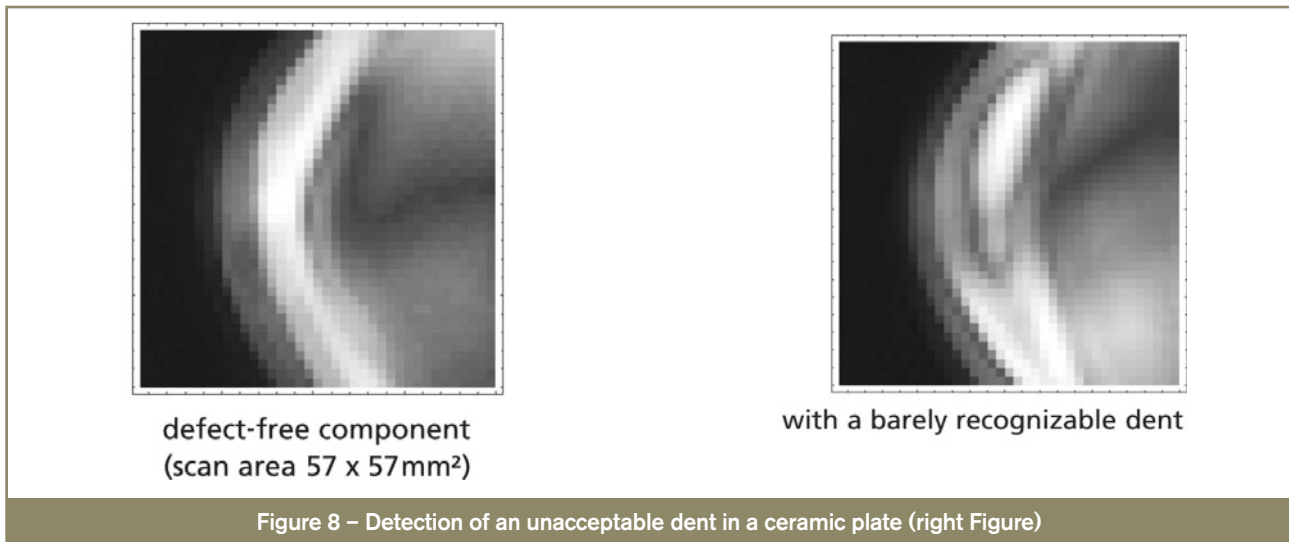 defect-free component
(scan area 57 x 57mm²)
with a barely recognizable dent
Figure 8 – Detection of an unacceptable dent in a ceramic plate (right Figure)